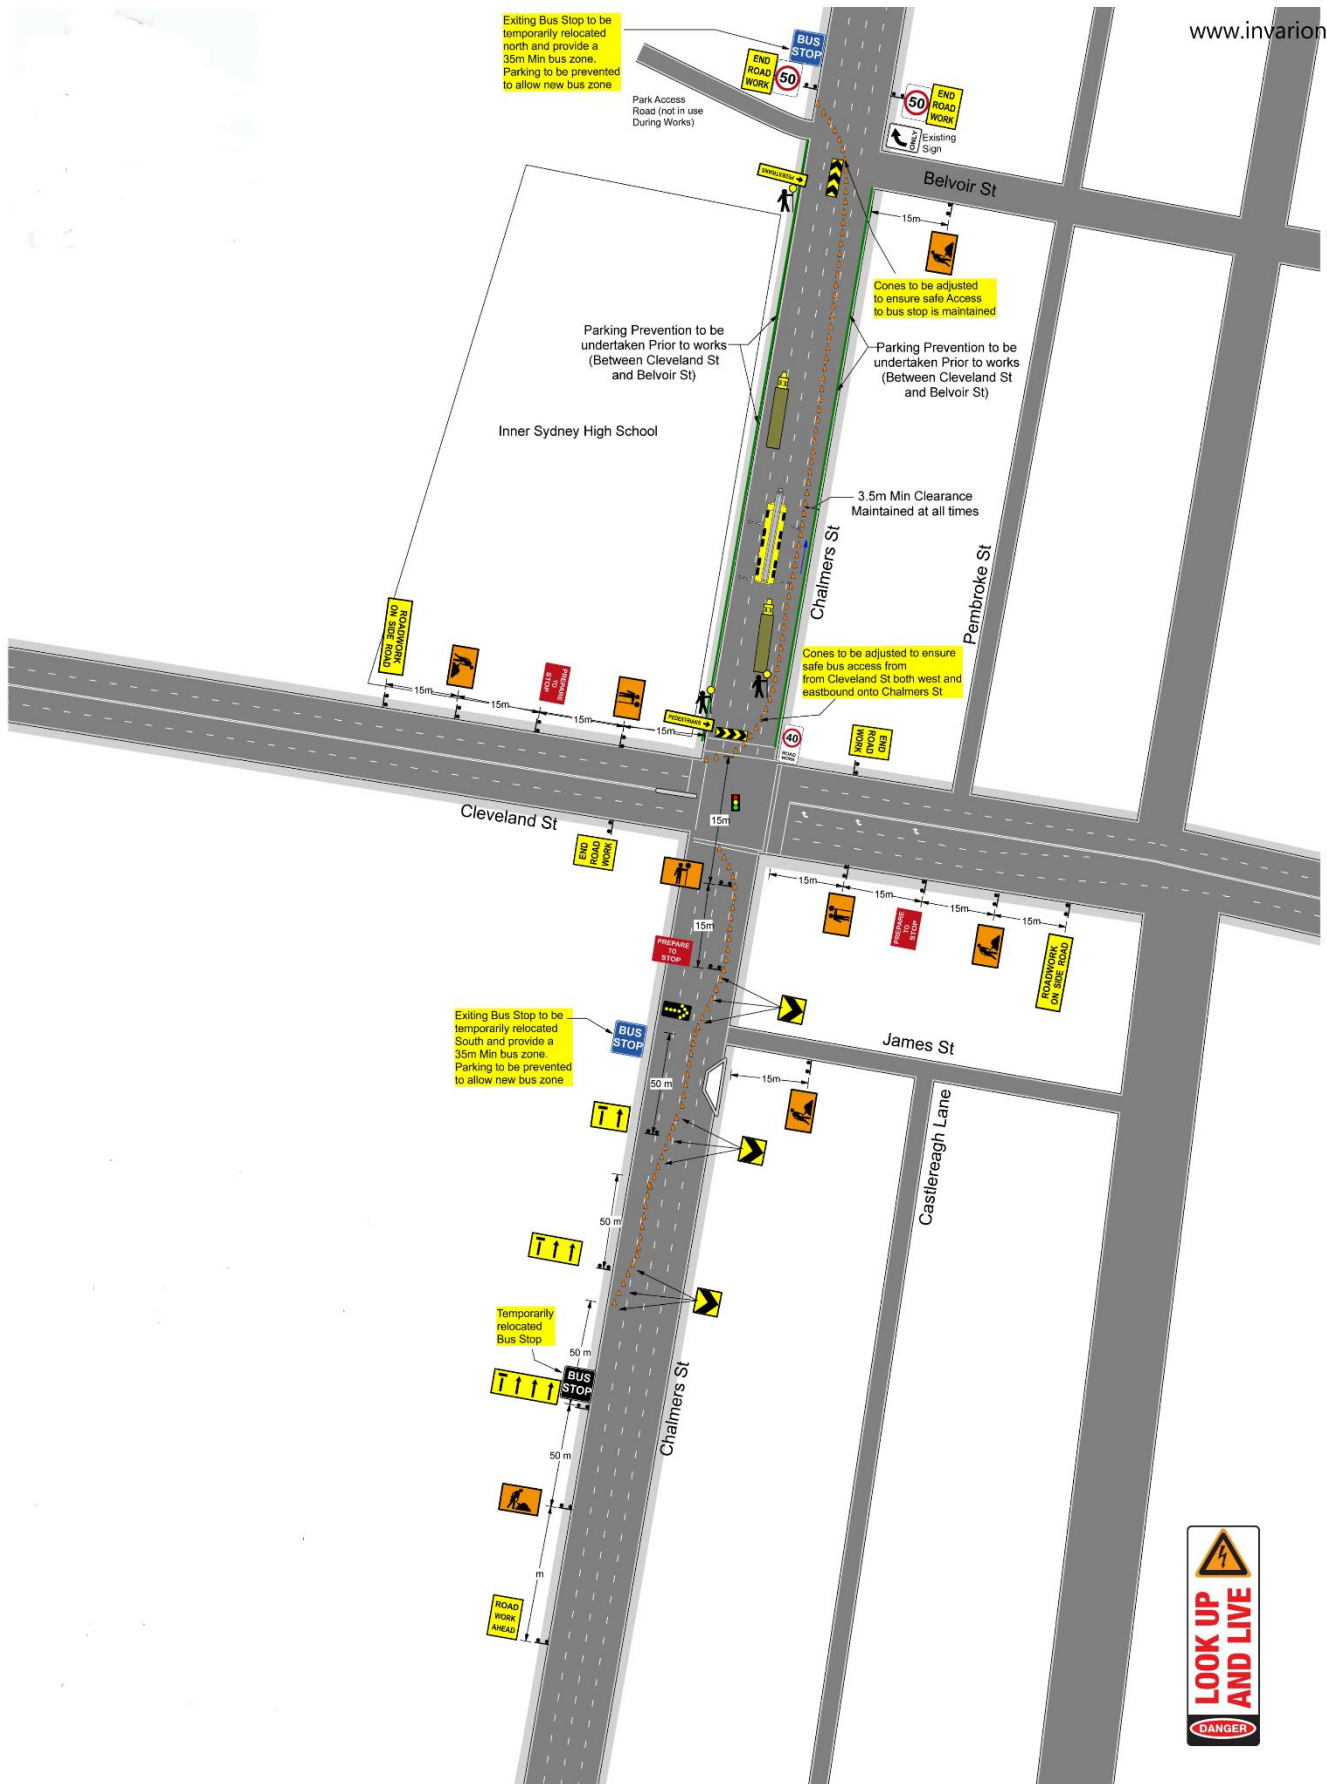 www.invarion
Exiting Bus Stop to be
temporarily relocated
north and provide a
35m Min bus zone.
Parking to be prevented
to allow new bus zone
BUS
STOP
END
ROAD
WORK
50
50
END
ROAD
WORK
Park Access
Road (not in use
During Works)
ONLY
Existing
Sign
PEDESTRIANS
Belvoir St
15m
Cones to be adjusted
to ensure safe Access
to bus stop is maintained
Parking Prevention to be
undertaken Prior to works
(Between Cleveland St
and Belvoir St)
Parking Prevention to be
undertaken Prior to works
(Between Cleveland St
and Belvoir St)
Inner Sydney High School
3.5m Min Clearance
Maintained at all times
Chalmers St
Pembroke St
ROADWORK
ON SIDE ROAD
15m
PREPARE
TO
STOP
15m
15m
15m
Cones to be adjusted to ensure
safe bus access from
from Cleveland St both west and
eastbound onto Chalmers St
PEDESTRIANS
40
ROAD
WORK
END
ROAD
WORK
Cleveland St
15m
END
ROAD
WORK
15m
15m
15m
15m
PREPARE
TO
STOP
ROADWORK
ON SIDE ROAD
15m
PREPARE
TO
STOP
Exiting Bus Stop to be
temporarily relocated
South and provide a
35m Min bus zone.
Parking to be prevented
to allow new bus zone
BUS
STOP
James St
50 m
15m
Castlereagh Lane
50 m
Temporarily
relocated
Bus Stop
50 m
BUS
STOP
Chalmers St
50 m
m
ROAD
WORK
AHEAD
LOOK UP
AND LIVE
DANGER